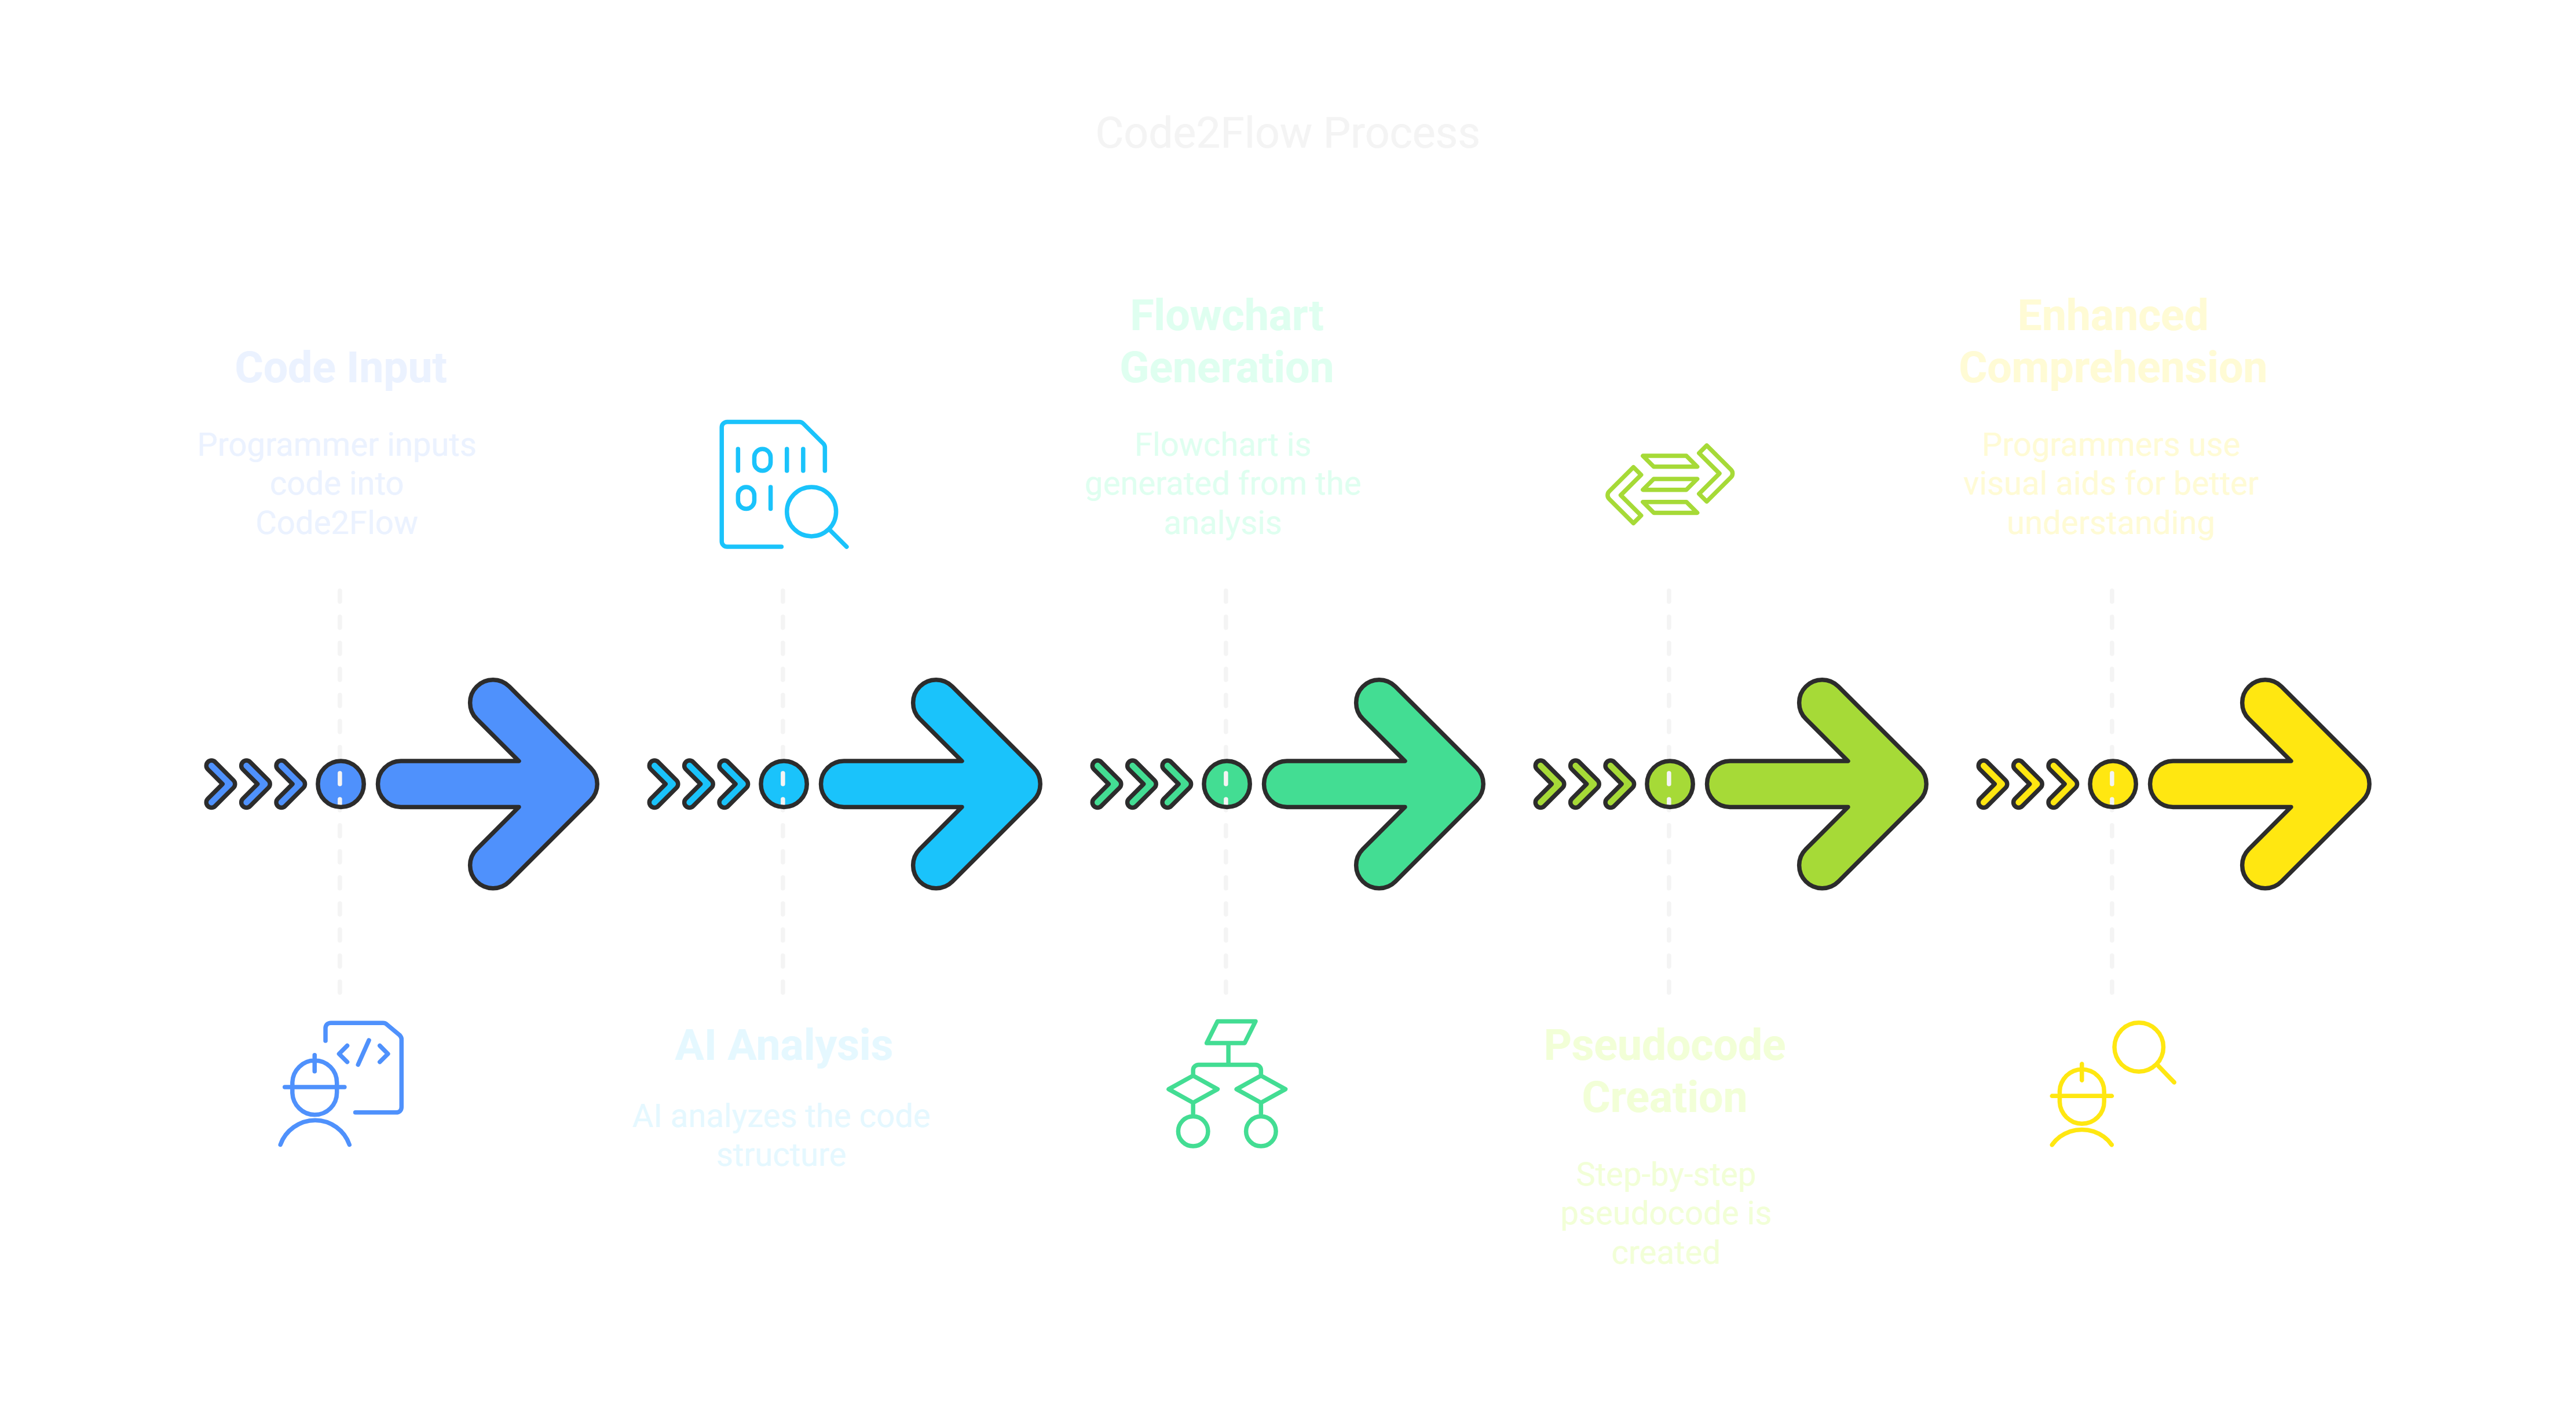 Code2Flow Process
Code Input
Programmer inputs
code into
Code2Flow
1011
01
</>
AI Analysis
AI analyzes the code
structure
Flowchart
Generation
Flowchart is
generated from the
analysis
Pseudocode
Creation
Step-by-step
pseudocode is
created
Enhanced
Comprehension
Programmers use
visual aids for better
understanding